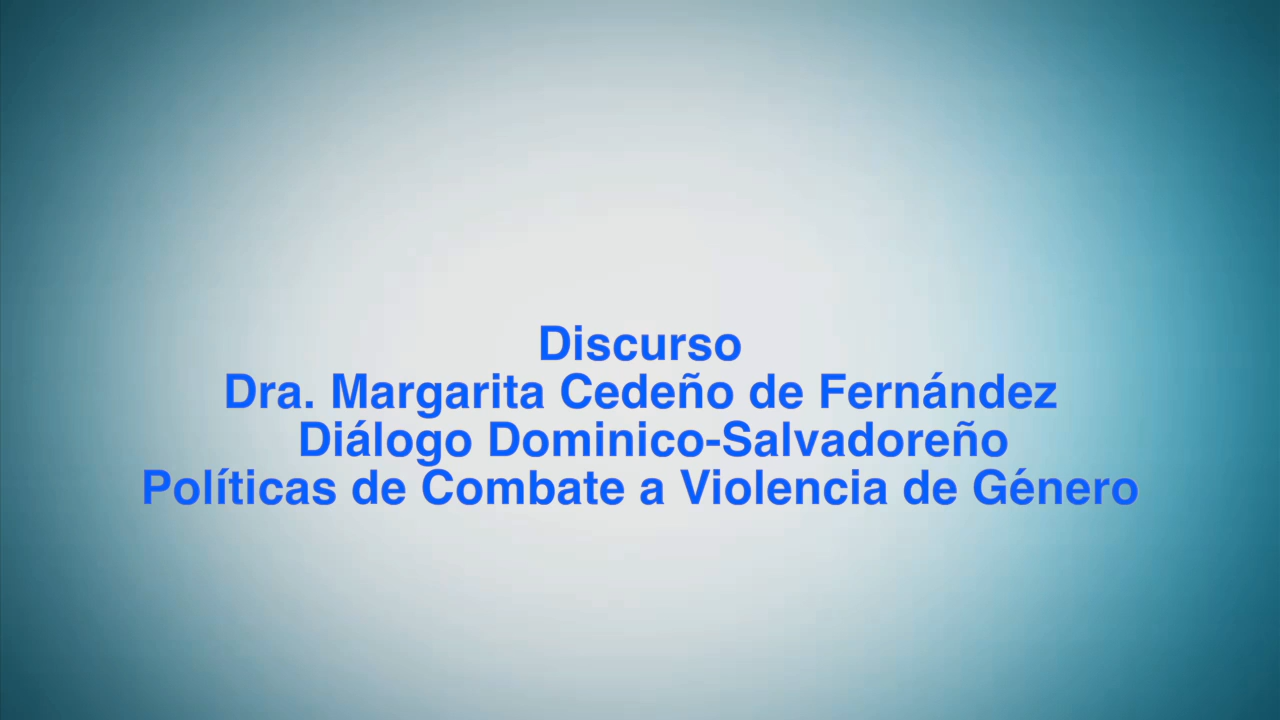 Discurso
Dra. Margarita Cedeño de Fernández
Diálogo Dominico-Salvadoreño
Políticas de Combate a Violencia de Género